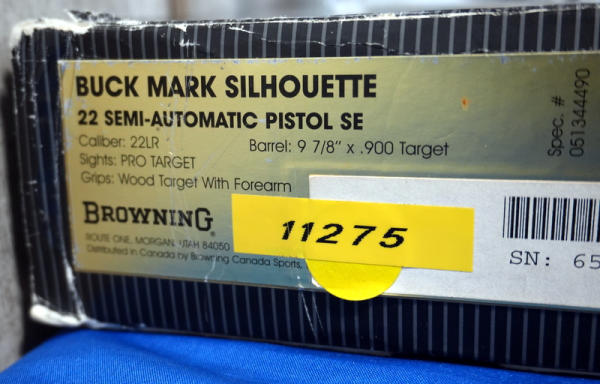 BUCK MARK SILHOUETTE
22 SEMI-AUTOMATIC PISTOL SE
Caliber: 22LR Barrel: 9 7/8" x .900 Target
Sights: PRO TARGET
Grips: Wood Target With Forearm
BROWNING
ROUTE ONE, MORGAN, UTAH 84050
Distributed in Canada by Browning Canada Sports,
11275
SN: 65
Spec. #
051344490